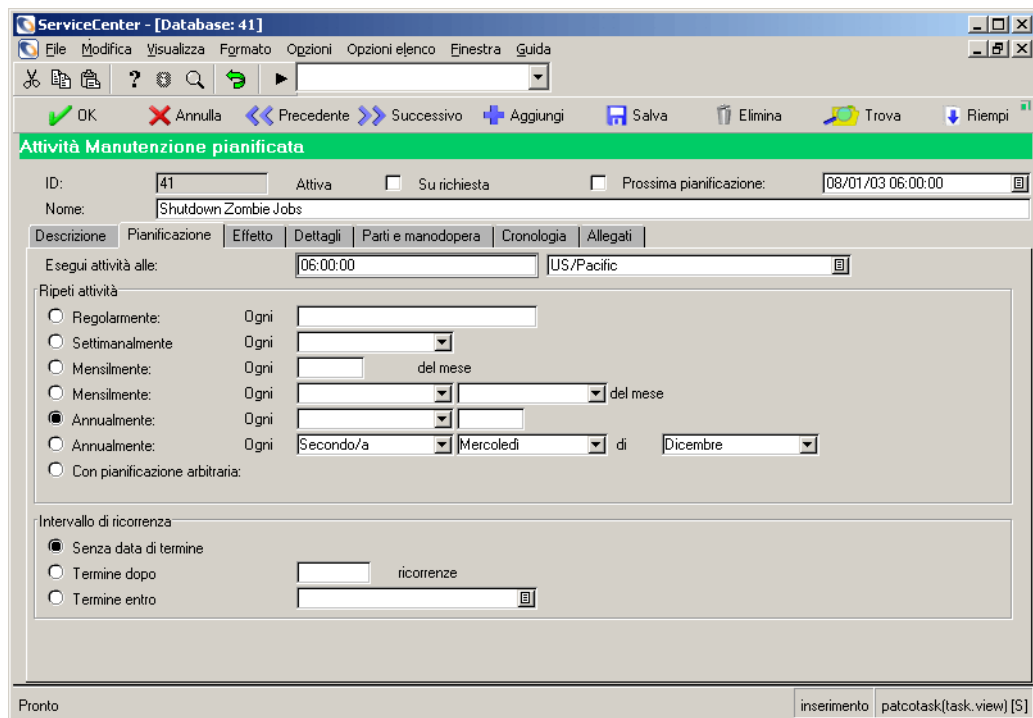 ServiceCenter - [Database: 41]
File Modifica Visualizza Formato Opzioni Opzioni elenco Finestra Guida
OK Annulla Precedente Successivo Aggiungi Salva Elimina Trova Riempi
Attività Manutenzione pianificata
ID: 41 Attiva Su richiesta Prossima pianificazione: 08/01/03 06:00:00
Nome: Shutdown Zombie Jobs
Descrizione Pianificazione Effetto Dettagli Parti e manodopera Cronologia Allegati
Esegui attività alle: 06:00:00 US/Pacific
Ripeti attività
Regolarmente: Ogni
Settimanalmente Ogni
Mensilmente: Ogni del mese
Mensilmente: Ogni del mese
Annualmente: Ogni
Annualmente: Ogni Secondo/a Mercoledì di Dicembre
Con pianificazione arbitraria:
Intervallo di ricorrenza
Senza data di termine
Termine dopo ricorrenze
Termine entro
Pronto inserimento patcotask(task.view) [S]